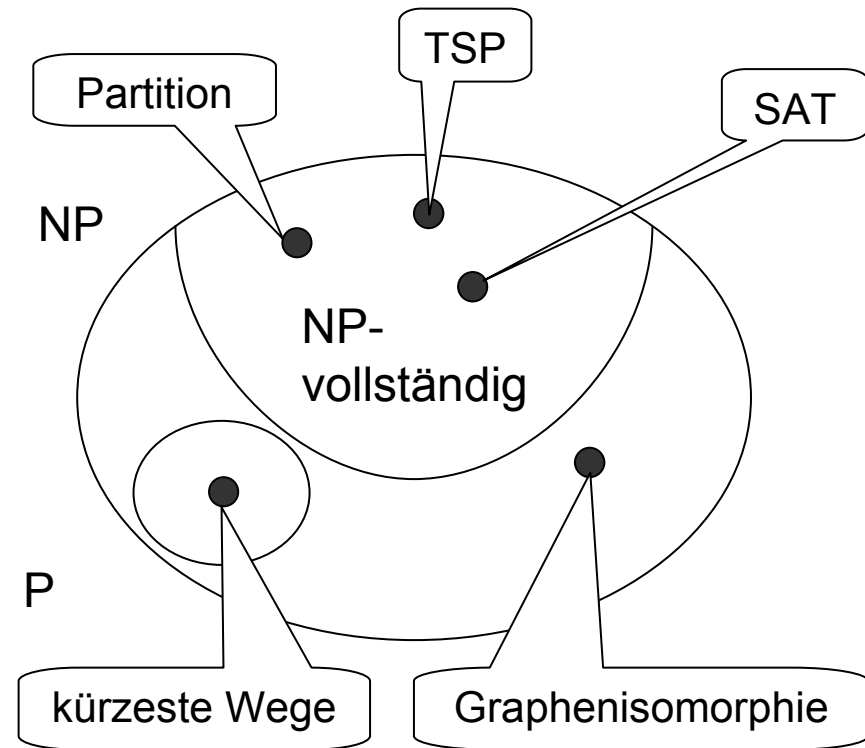 TSP
Partition
SAT
NP
NP-
vollständig
P
kürzeste Wege
Graphenisomorphie